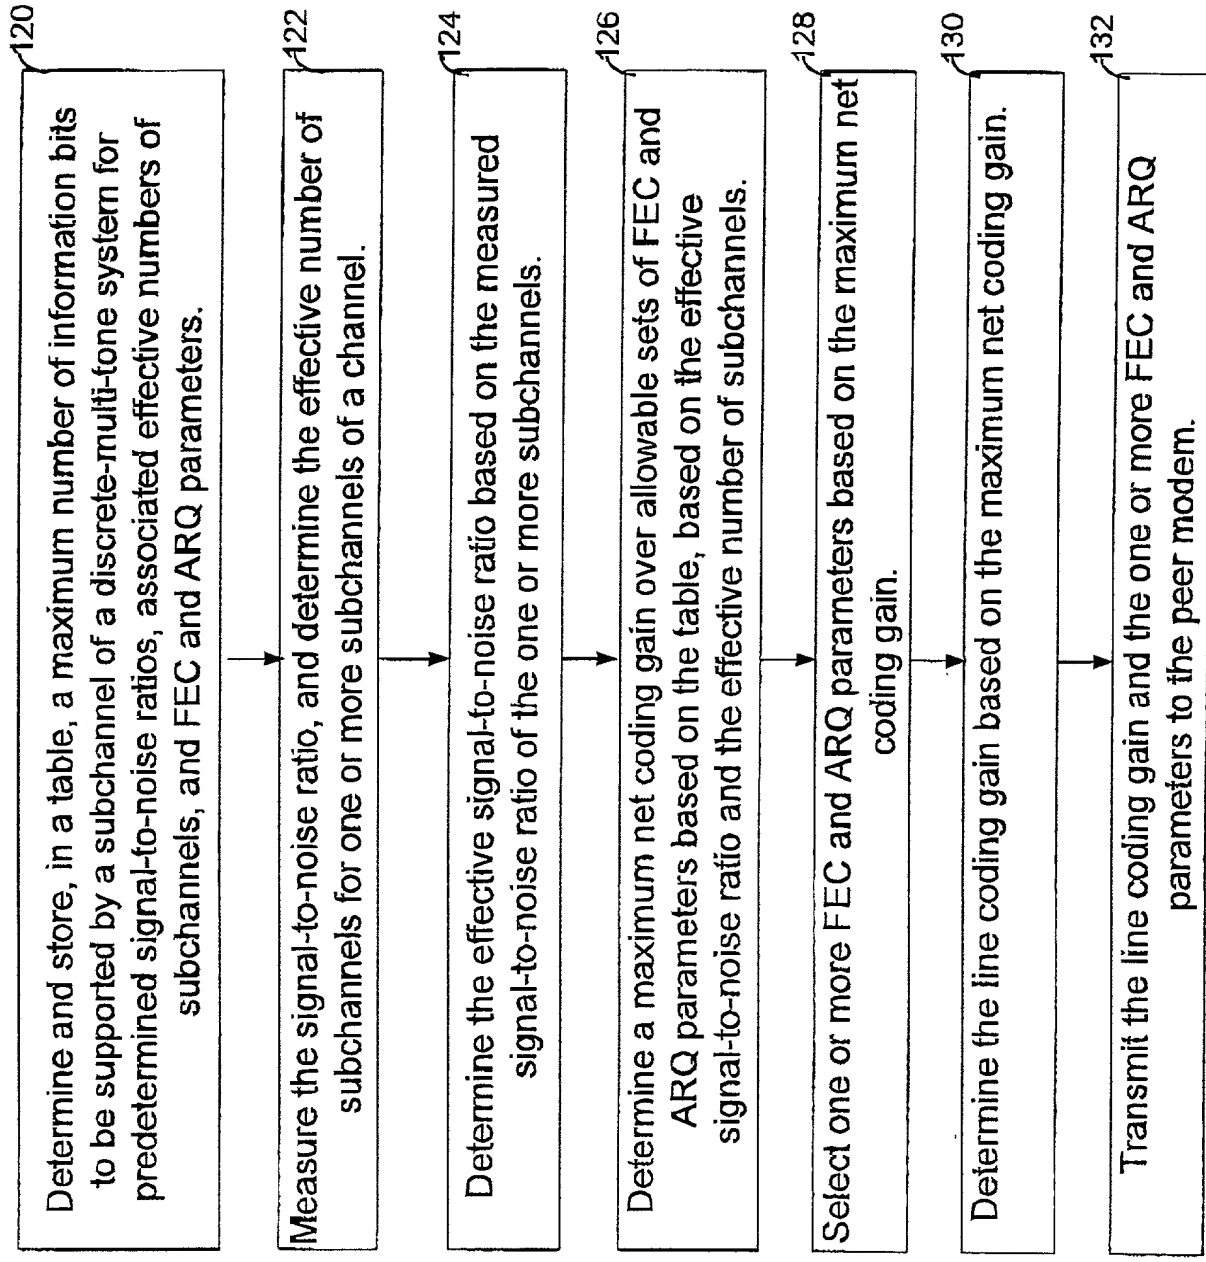 120
Determine and store, in a table, a maximum number of information bits
to be supported by a subchannel of a discrete-multi-tone system for
predetermined signal-to-noise ratios, associated effective numbers of
subchannels, and FEC and ARQ parameters.
122
Measure the signal-to-noise ratio, and determine the effective number of
subchannels for one or more subchannels of a channel.
124
Determine the effective signal-to-noise ratio based on the measured
signal-to-noise ratio of the one or more subchannels.
126
Determine a maximum net coding gain over allowable sets of FEC and
ARQ parameters based on the table, based on the effective
signal-to-noise ratio and the effective number of subchannels.
128
Select one or more FEC and ARQ parameters based on the maximum net
coding gain.
130
Determine the line coding gain based on the maximum net coding gain.
132
Transmit the line coding gain and the one or more FEC and ARQ
parameters to the peer modem.